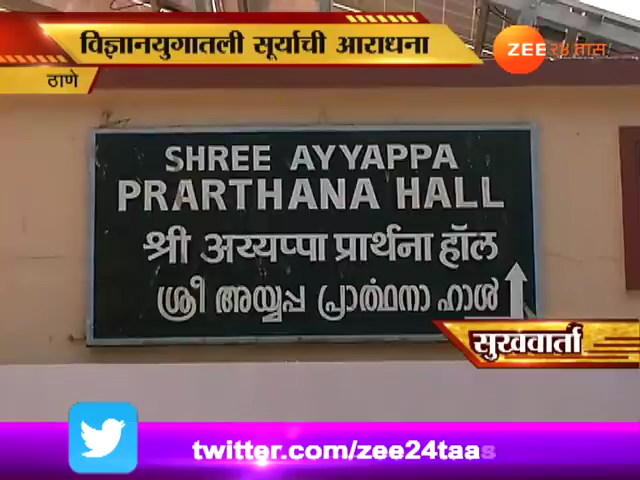 विज्ञानयुगातली सूर्याची आराधना
ZEE २४ तास
ठाणे
SHREE AYYAPPA
PRARTHANA HALL
श्री अय्यप्पा प्रार्थना हॉल
ശ്രീ അയ്യപ്പ പ്രാർത്ഥനാ ഹാൾ
सुखवार्ता
twitter.com/zee24taas